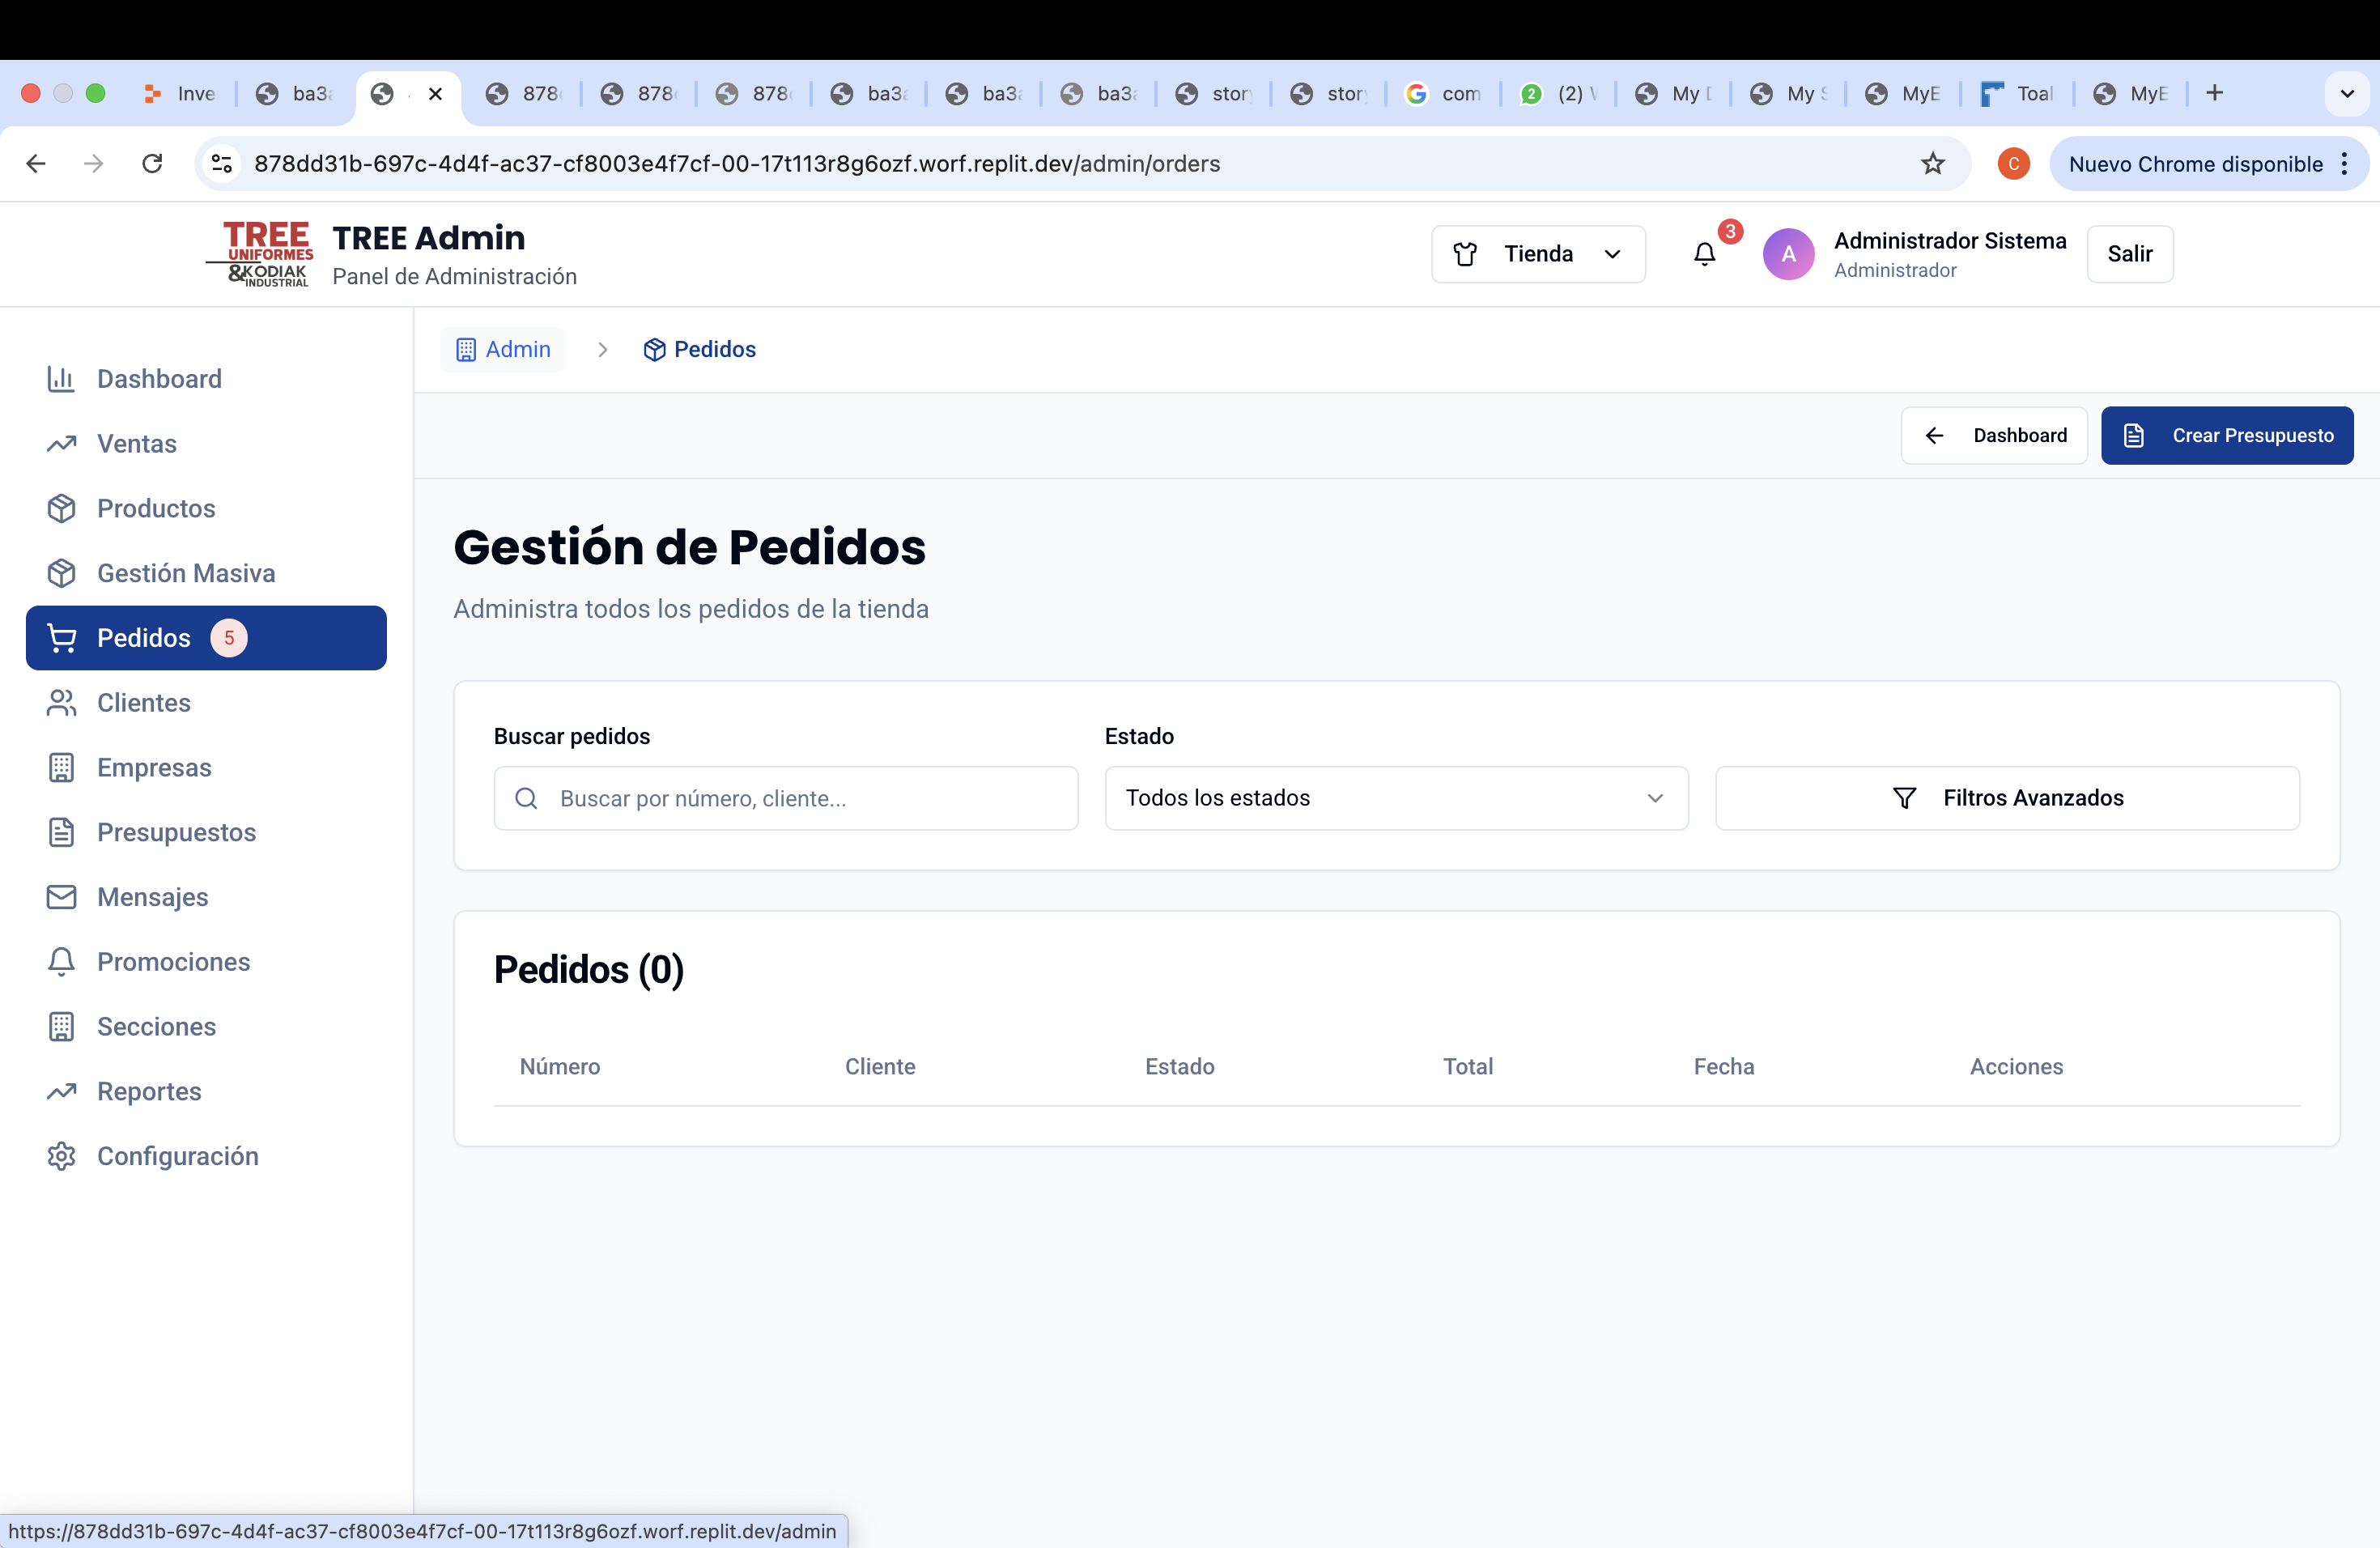 Inve
ba3a
878
878
878
ba3a
ba3a
ba3a
stor
stor
com
2
(2)
My
My
MyE
Toal
MyE
878dd31b-697c-4d4f-ac37-cf8003e4f7cf-00-17t113r8g6ozf.worf.replit.dev/admin/orders
C
Nuevo Chrome disponible
TREE
UNIFORMES
&KODIAK
INDUSTRIAL
TREE Admin
Panel de Administración
Tienda
3
A
Administrador Sistema
Administrador
Salir
Admin
Pedidos
Dashboard
Crear Presupuesto
Dashboard
Ventas
Productos
Gestión Masiva
Pedidos 5
Clientes
Empresas
Presupuestos
Mensajes
Promociones
Secciones
Reportes
Configuración
Gestión de Pedidos
Administra todos los pedidos de la tienda
Buscar pedidos
Buscar por número, cliente...
Estado
Todos los estados
Filtros Avanzados
Pedidos (0)
Número Cliente Estado Total Fecha Acciones
https://878dd31b-697c-4d4f-ac37-cf8003e4f7cf-00-17t113r8g6ozf.worf.replit.dev/admin